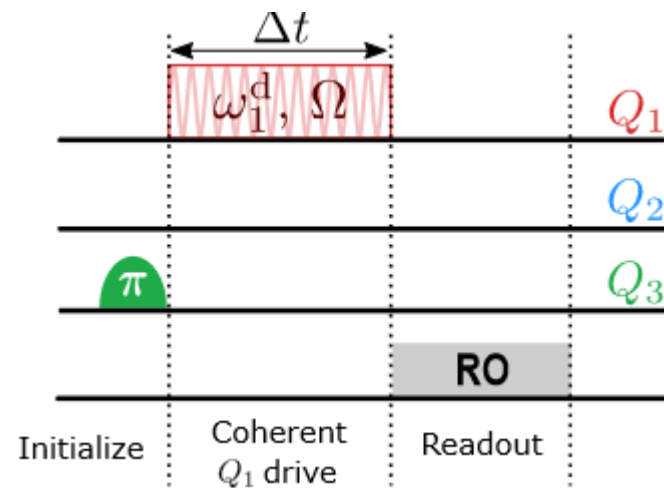 Δt
ω₁ᵈ, Ω
Q₁
Q₂
π
Q₃
RO
Initialize
Coherent
Q₁ drive
Readout